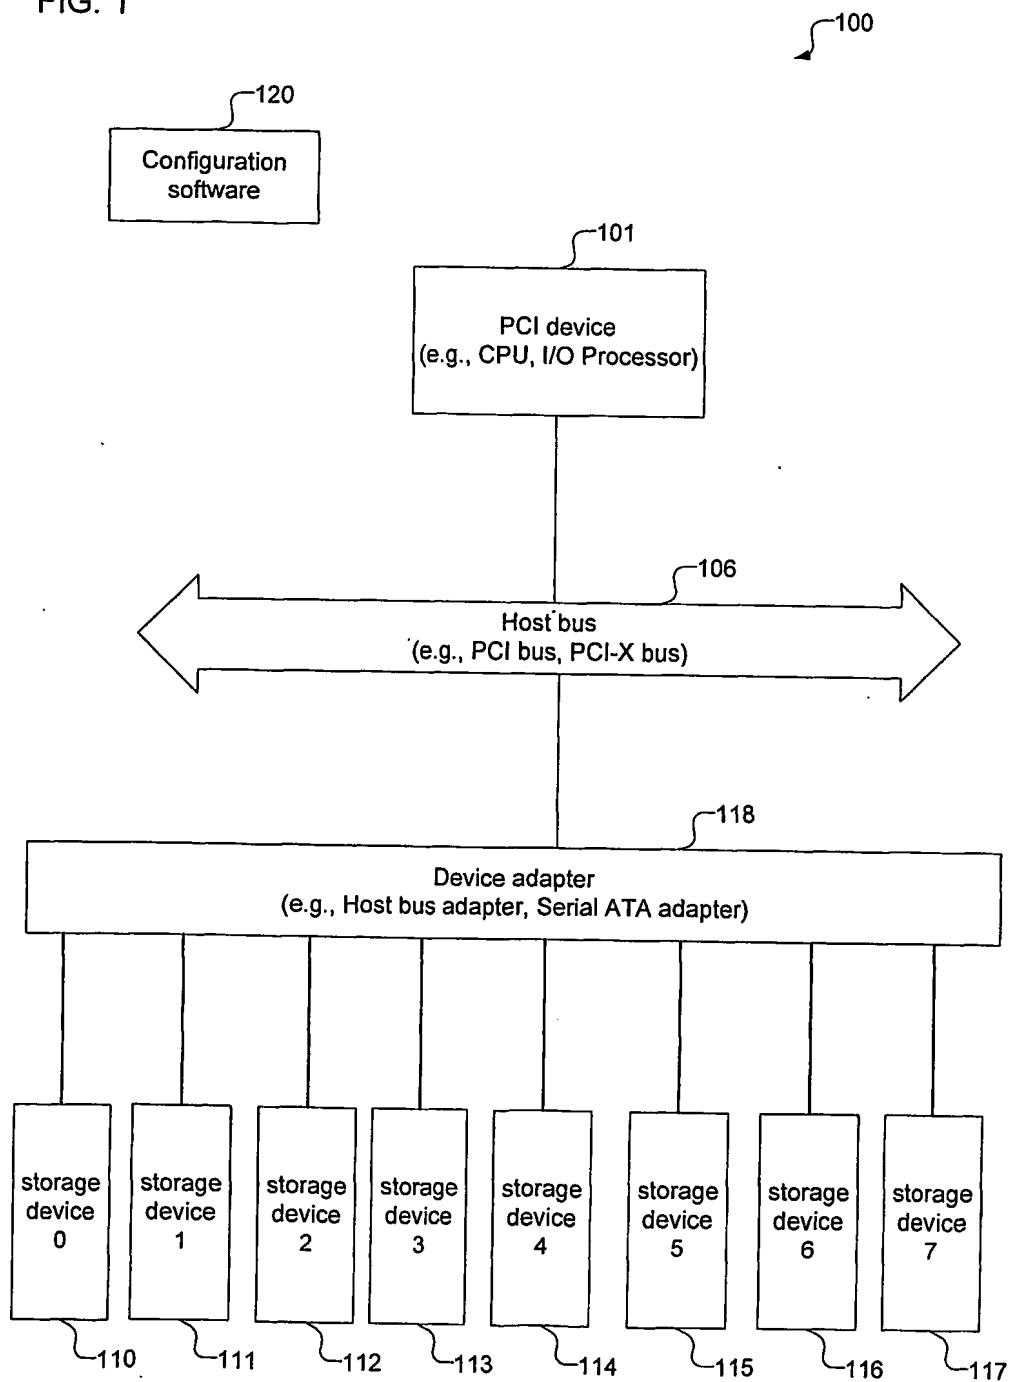 FIG. 1
100
120
Configuration
software
101
PCI device
(e.g., CPU, I/O Processor)
106
Host bus
(e.g., PCI bus, PCI-X bus)
118
Device adapter
(e.g., Host bus adapter, Serial ATA adapter)
storage
device
0
storage
device
1
storage
device
2
storage
device
3
storage
device
4
storage
device
5
storage
device
6
storage
device
7
110
111
112
113
114
115
116
117